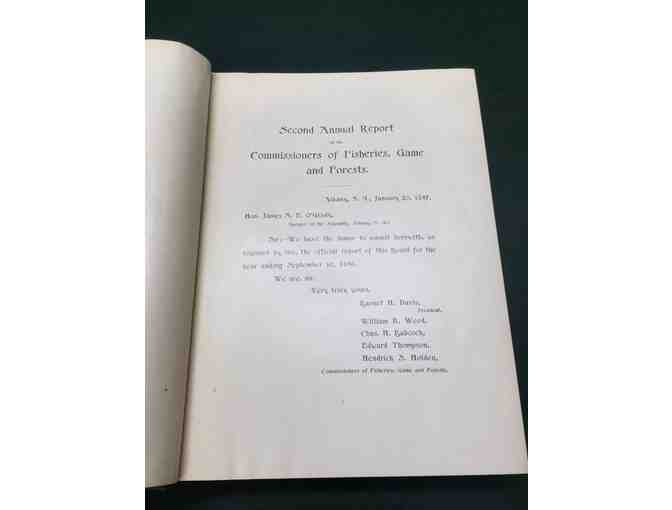 Second Annual Report
of the
Commissioners of Fisheries, Game
and Forests.
Albany, N. Y., January 20, 1897.
Hon. James M. E. O'Grady,
Speaker of the Assembly, Albany, N. Y.:
Sir:—We have the honor to submit herewith, as
required by law, the official report of this Board for the
year ending September 30, 1896.
We are, sir,
Very truly yours,
Barnet H. Davis,
President,
William R. Weed,
Chas. H. Babcock,
Edward Thompson,
Hendrick S. Holden,
Commissioners of Fisheries, Game and Forests.